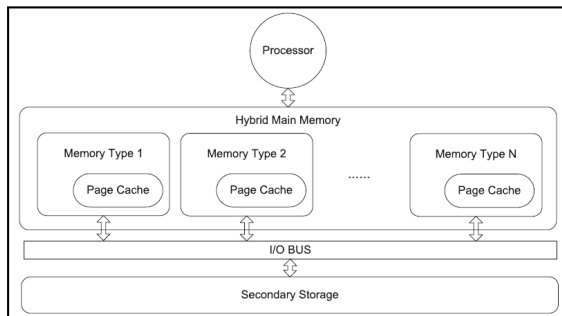 Processor
Hybrid Main Memory
Memory Type 1
Memory Type 2
......
Memory Type N
Page Cache
Page Cache
Page Cache
I/O BUS
Secondary Storage